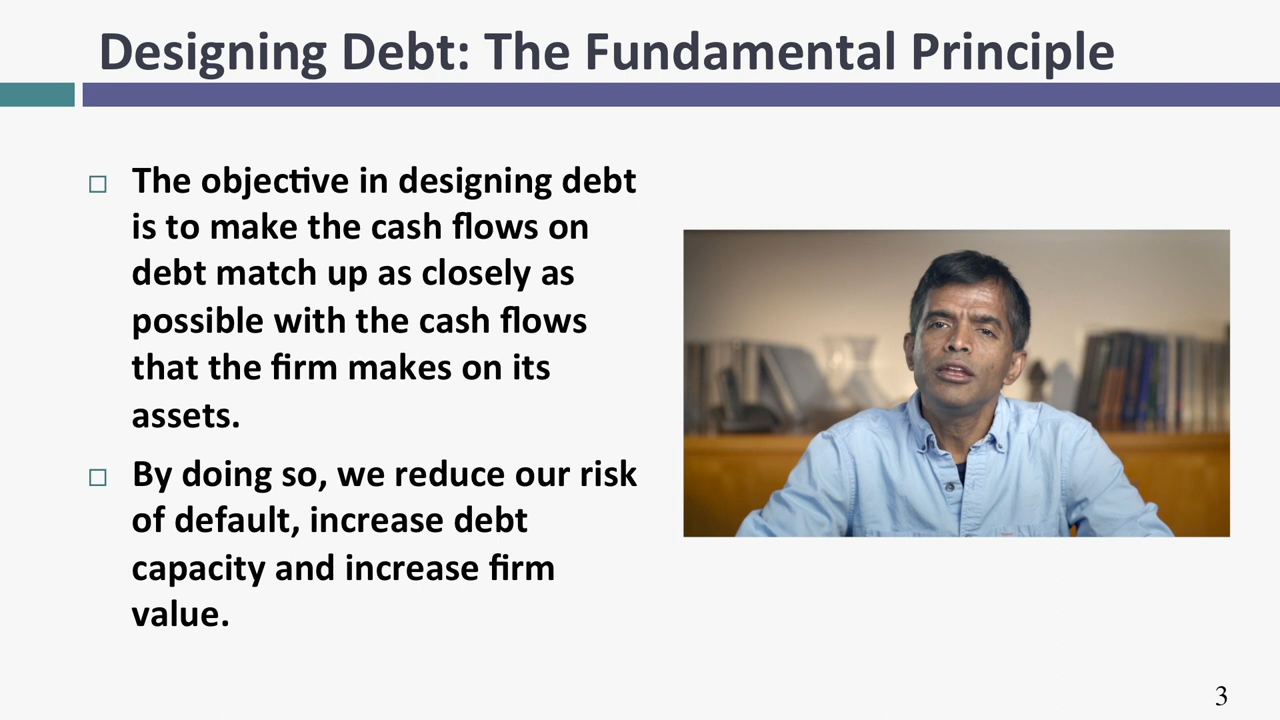 Designing Debt: The Fundamental Principle
The objective in designing debt
is to make the cash flows on
debt match up as closely as
possible with the cash flows
that the firm makes on its
assets.
By doing so, we reduce our risk
of default, increase debt
capacity and increase firm
value.
3